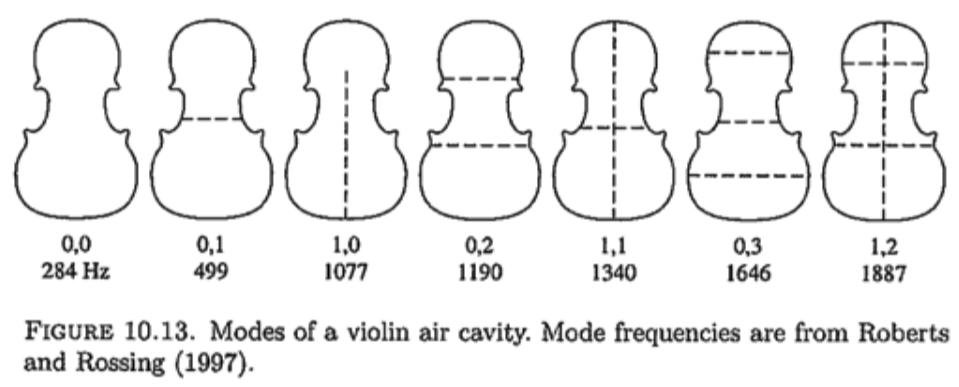 0,0 0,1 1,0 0,2 1,1 0,3 1,2
284 Hz 499 1077 1190 1340 1646 1887
FIGURE 10.13. Modes of a violin air cavity. Mode frequencies are from Roberts
and Rossing (1997).